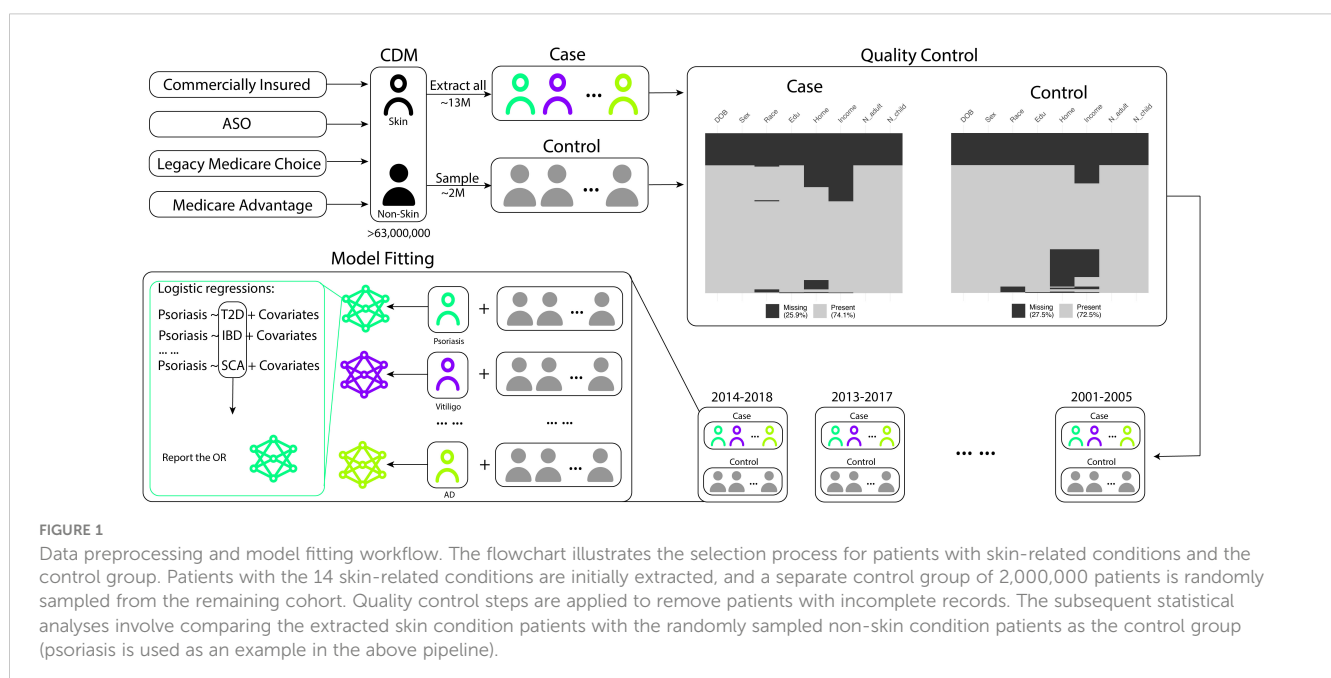 CDM
Commercially Insured
ASO
Legacy Medicare Choice
Medicare Advantage
Skin
Non-Skin
>63,000,000
Extract all
~13M
Sample
~2M
Case
...
Control
...
Quality Control
Case
DOB
Sex
Race
Edu
Home
Income
N_adult
N_child
Missing
(25.9%)
Present
(74.1%)
Control
DOB
Sex
Race
Edu
Home
Income
N_adult
N_child
Missing
(27.5%)
Present
(72.5%)
Model Fitting
Logistic regressions:
Psoriasis ~ T2D + Covariates
Psoriasis ~ IBD + Covariates
... ...
Psoriasis ~ SCA + Covariates
Report the OR
Psoriasis
+
...
Vitiligo
+
...
... ...
... ...
AD
+
...
2014-2018
Case
...
Control
...
2013-2017
Case
...
Control
...
... ...
2001-2005
Case
...
Control
...
FIGURE 1
Data preprocessing and model fitting workflow. The flowchart illustrates the selection process for patients with skin-related conditions and the
control group. Patients with the 14 skin-related conditions are initially extracted, and a separate control group of 2,000,000 patients is randomly
sampled from the remaining cohort. Quality control steps are applied to remove patients with incomplete records. The subsequent statistical
analyses involve comparing the extracted skin condition patients with the randomly sampled non-skin condition patients as the control group
(psoriasis is used as an example in the above pipeline).